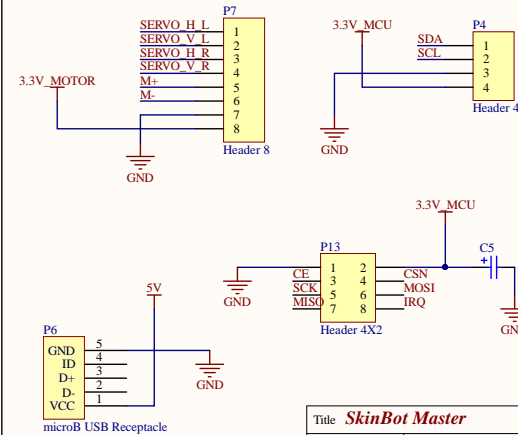 P7
SERVO_H_L 1
SERVO_V_L 2
SERVO_H_R 3
SERVO_V_R 4
M+ 5
M- 6
7
8
3.3V_MOTOR
GND
Header 8
3.3V_MCU
P4
SDA 1
SCL 2
3
4
Header 4
GND
3.3V_MCU
P13
C5
+
1 2
CE 3 4 CSN
SCK 5 6 MOSI
MISO 7 8 IRQ
Header 4X2
GND
GN
5V
P6
GND 5
ID 4
D+ 3
D- 2
VCC 1
GND
microB USB Receptacle
Title SkinBot Master